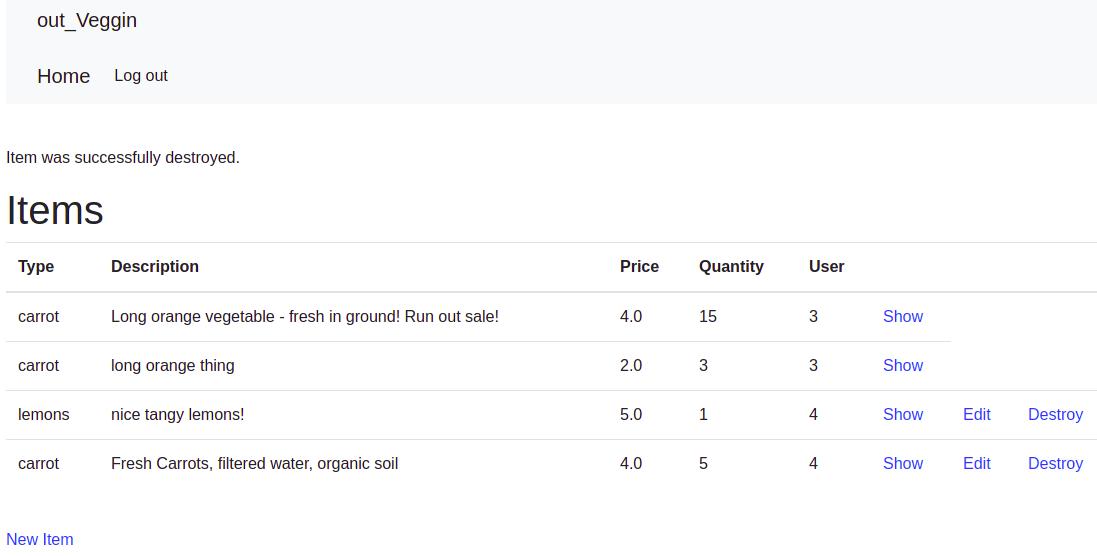 out_Veggin
Home Log out
Item was successfully destroyed.
Items
Type Description Price Quantity User
carrot Long orange vegetable - fresh in ground! Run out sale! 4.0 15 3 Show
carrot long orange thing 2.0 3 3 Show
lemons nice tangy lemons! 5.0 1 4 Show Edit Destroy
carrot Fresh Carrots, filtered water, organic soil 4.0 5 4 Show Edit Destroy
New Item